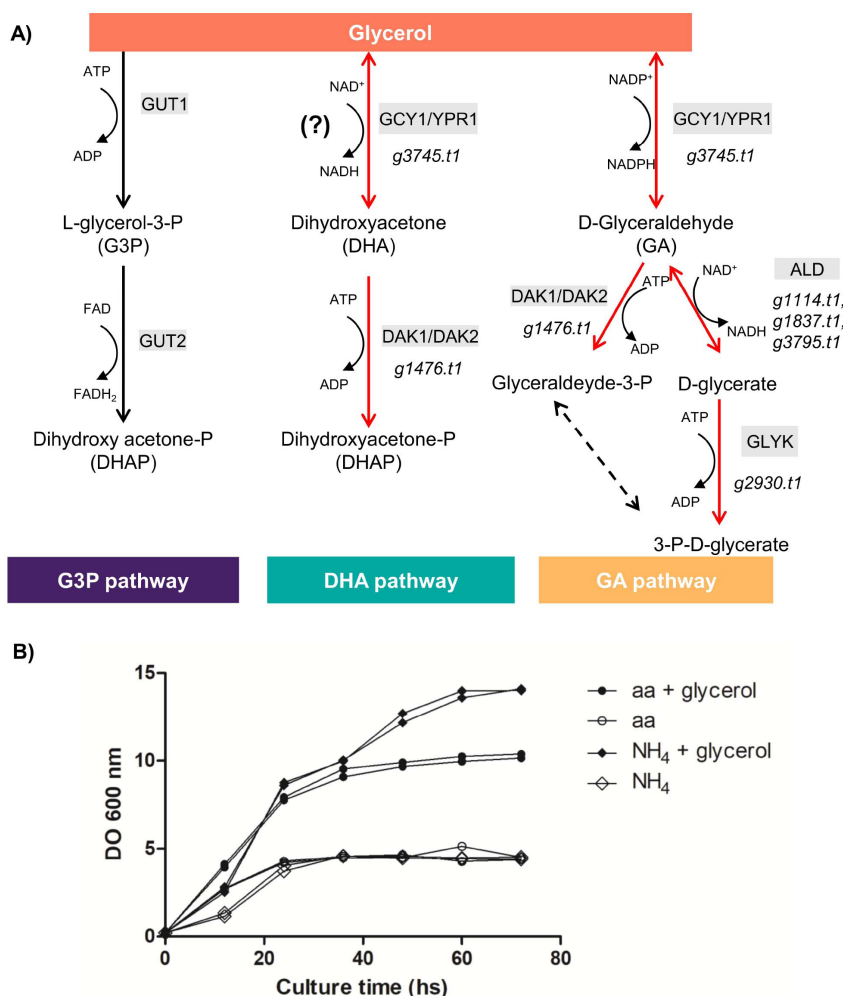 A)
Glycerol
ATP
GUT1
ADP
L-glycerol-3-P
(G3P)
FAD
GUT2
FADH₂
Dihydroxy acetone-P
(DHAP)
G3P pathway
(?)
NAD⁺
GCY1/YPR1
NADH
g3745.t1
Dihydroxyacetone
(DHA)
ATP
DAK1/DAK2
ADP
g1476.t1
Dihydroxyacetone-P
(DHAP)
DHA pathway
NADP⁺
GCY1/YPR1
NADPH
g3745.t1
D-Glyceraldehyde
(GA)
DAK1/DAK2
g1476.t1
ATP
ADP
NAD⁺
NADH
ALD
g1114.t1,
g1837.t1,
g3795.t1
Glyceraldeyde-3-P
D-glycerate
ATP
GLYK
ADP
g2930.t1
3-P-D-glycerate
GA pathway
B)
15
10
5
0
DO 600 nm
0 20 40 60 80
Culture time (hs)
aa + glycerol
aa
NH₄ + glycerol
NH₄